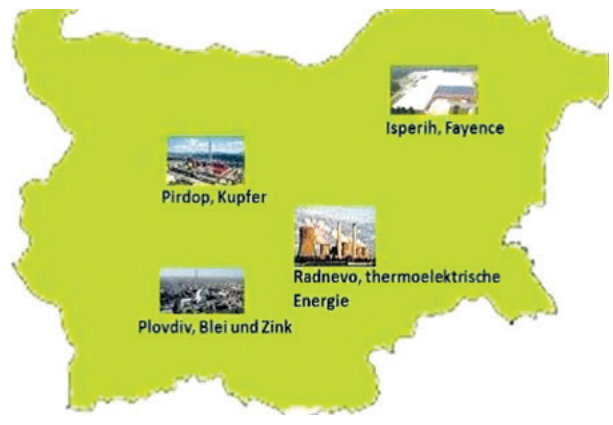 Isperih, Fayence
Pirdop, Kupfer
Radnevo, thermoelektrische
Energie
Plovdiv, Blei und Zink